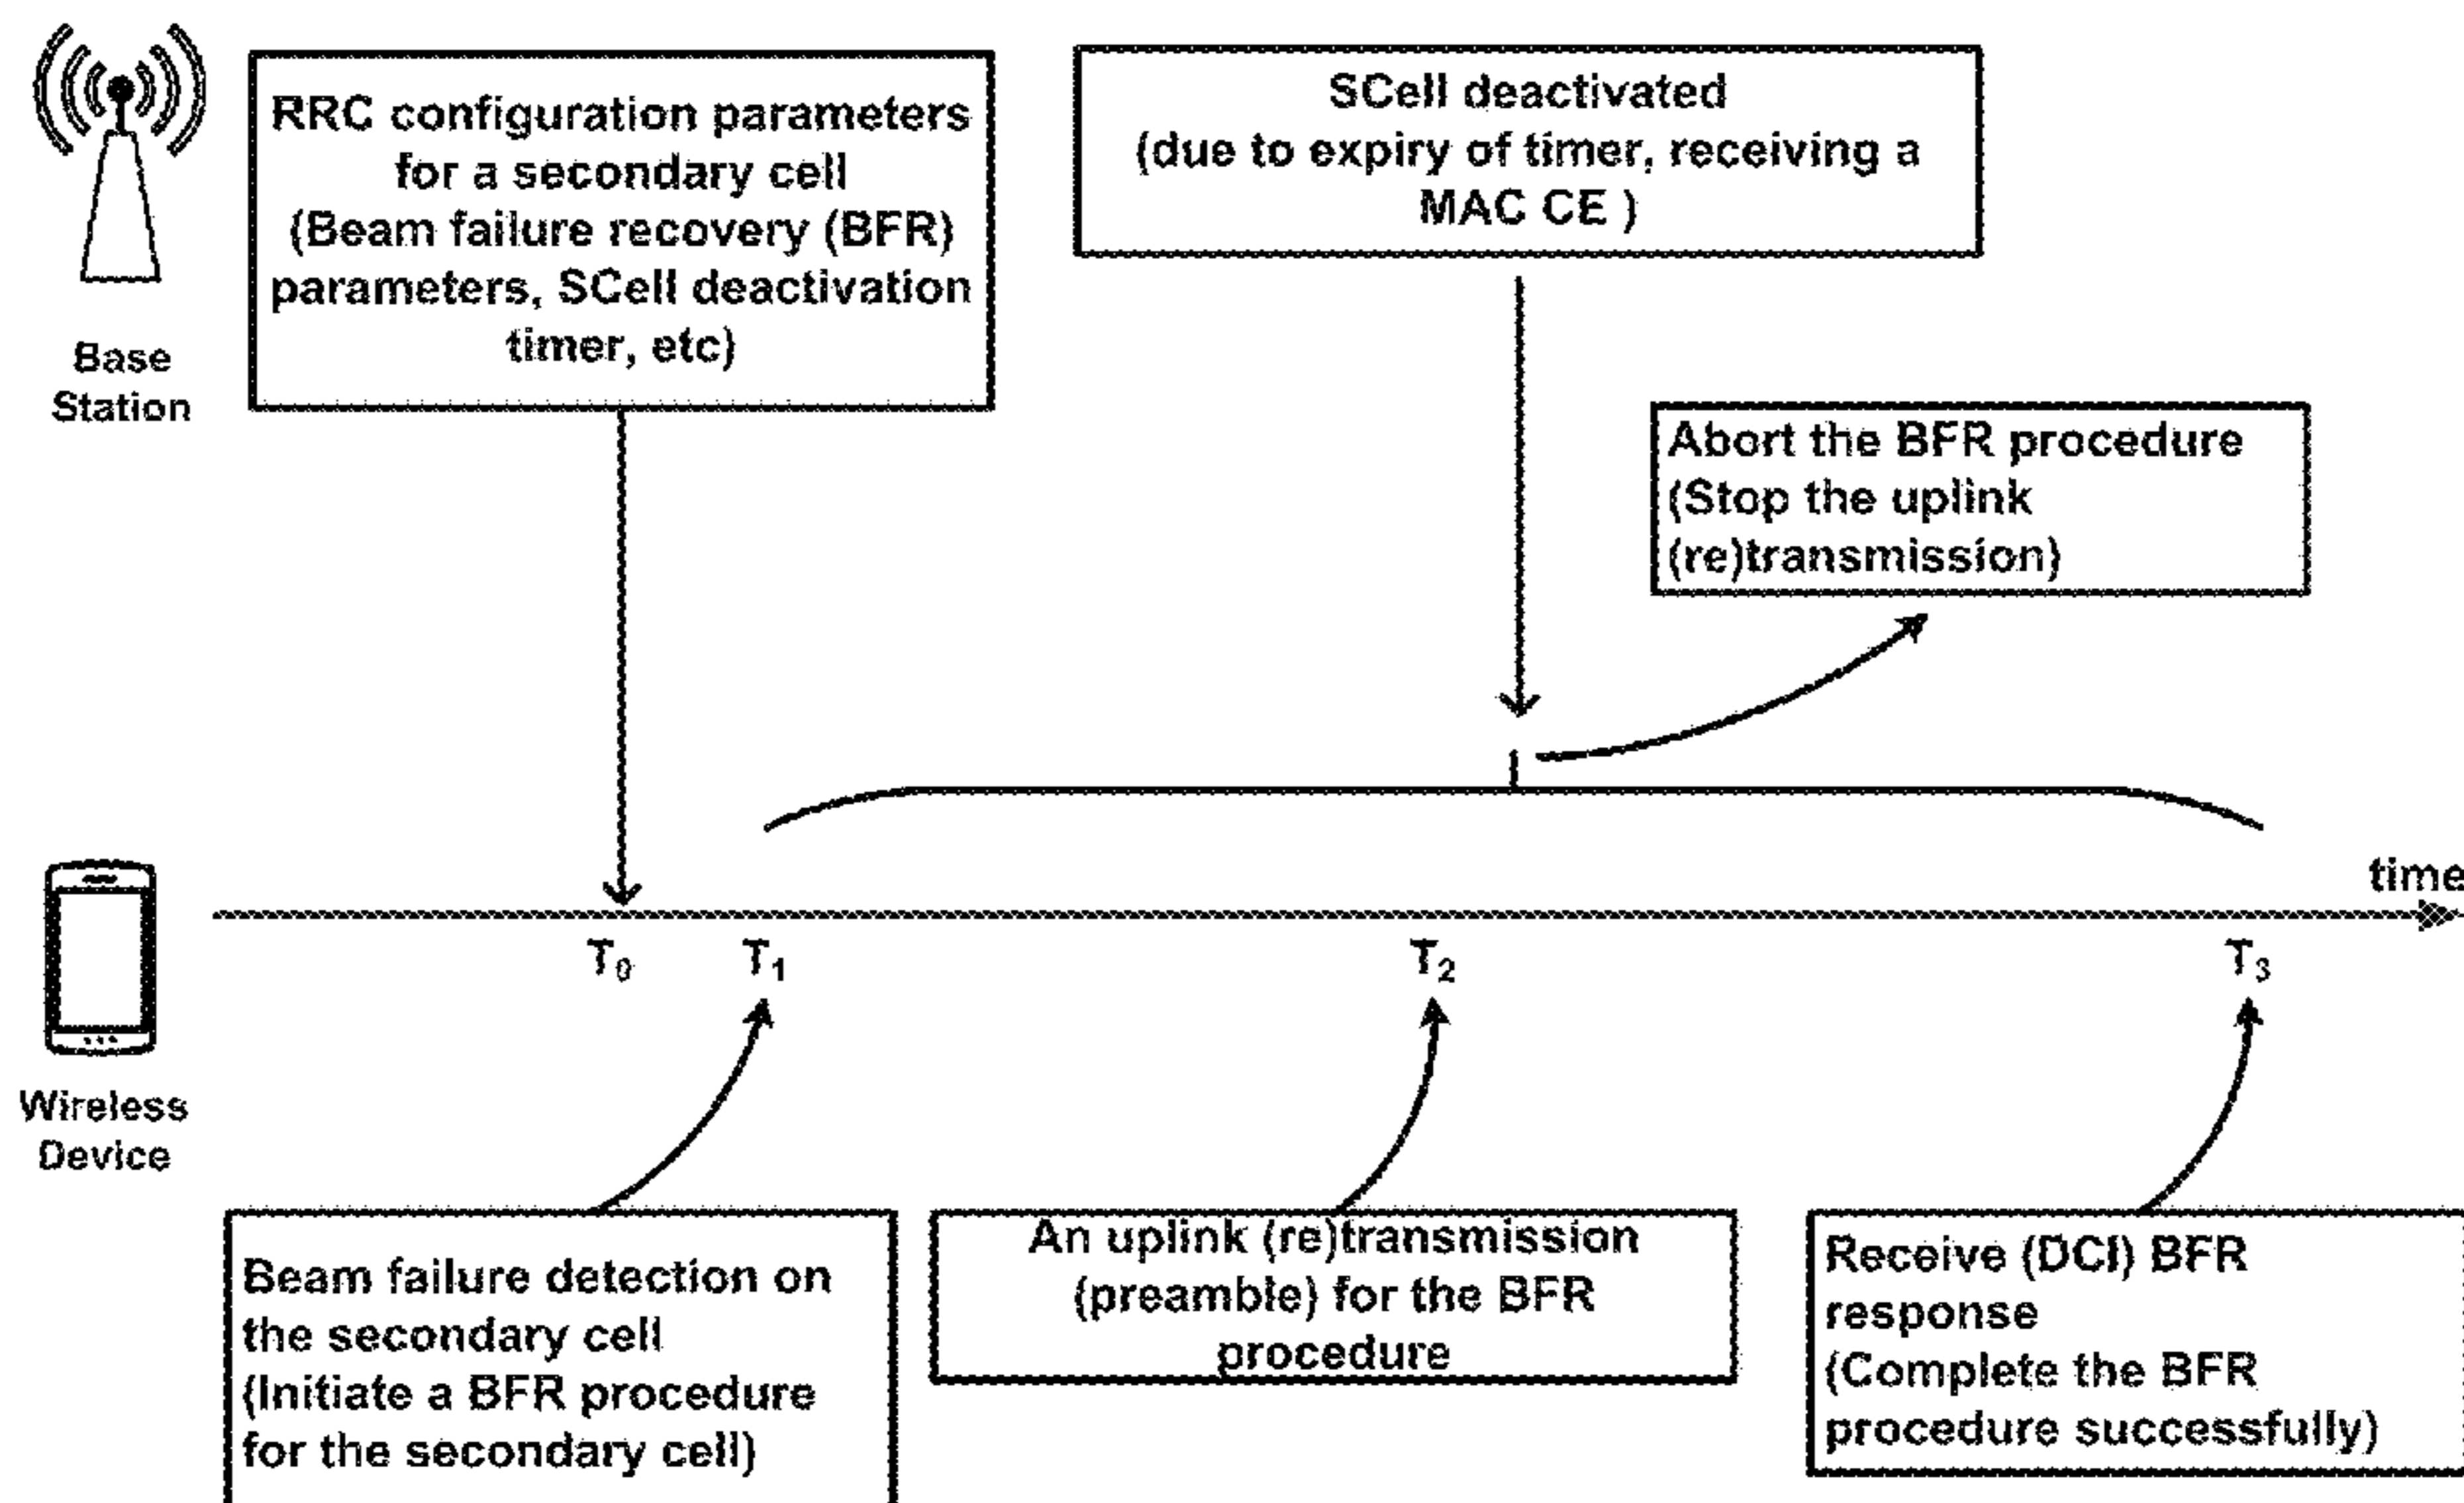 RRC configuration parameters
for a secondary cell
(Beam failure recovery (BFR)
parameters, SCell deactivation
timer, etc)
SCell deactivated
(due to expiry of timer, receiving a
MAC CE )
Base
Station
Abort the BFR procedure
(Stop the uplink
(re)transmission)
time
T0
T1
T2
T3
Wireless
Device
Beam failure detection on
the secondary cell
(Initiate a BFR procedure
for the secondary cell)
An uplink (re)transmission
(preamble) for the BFR
procedure
Receive (DCI) BFR
response
(Complete the BFR
procedure successfully)